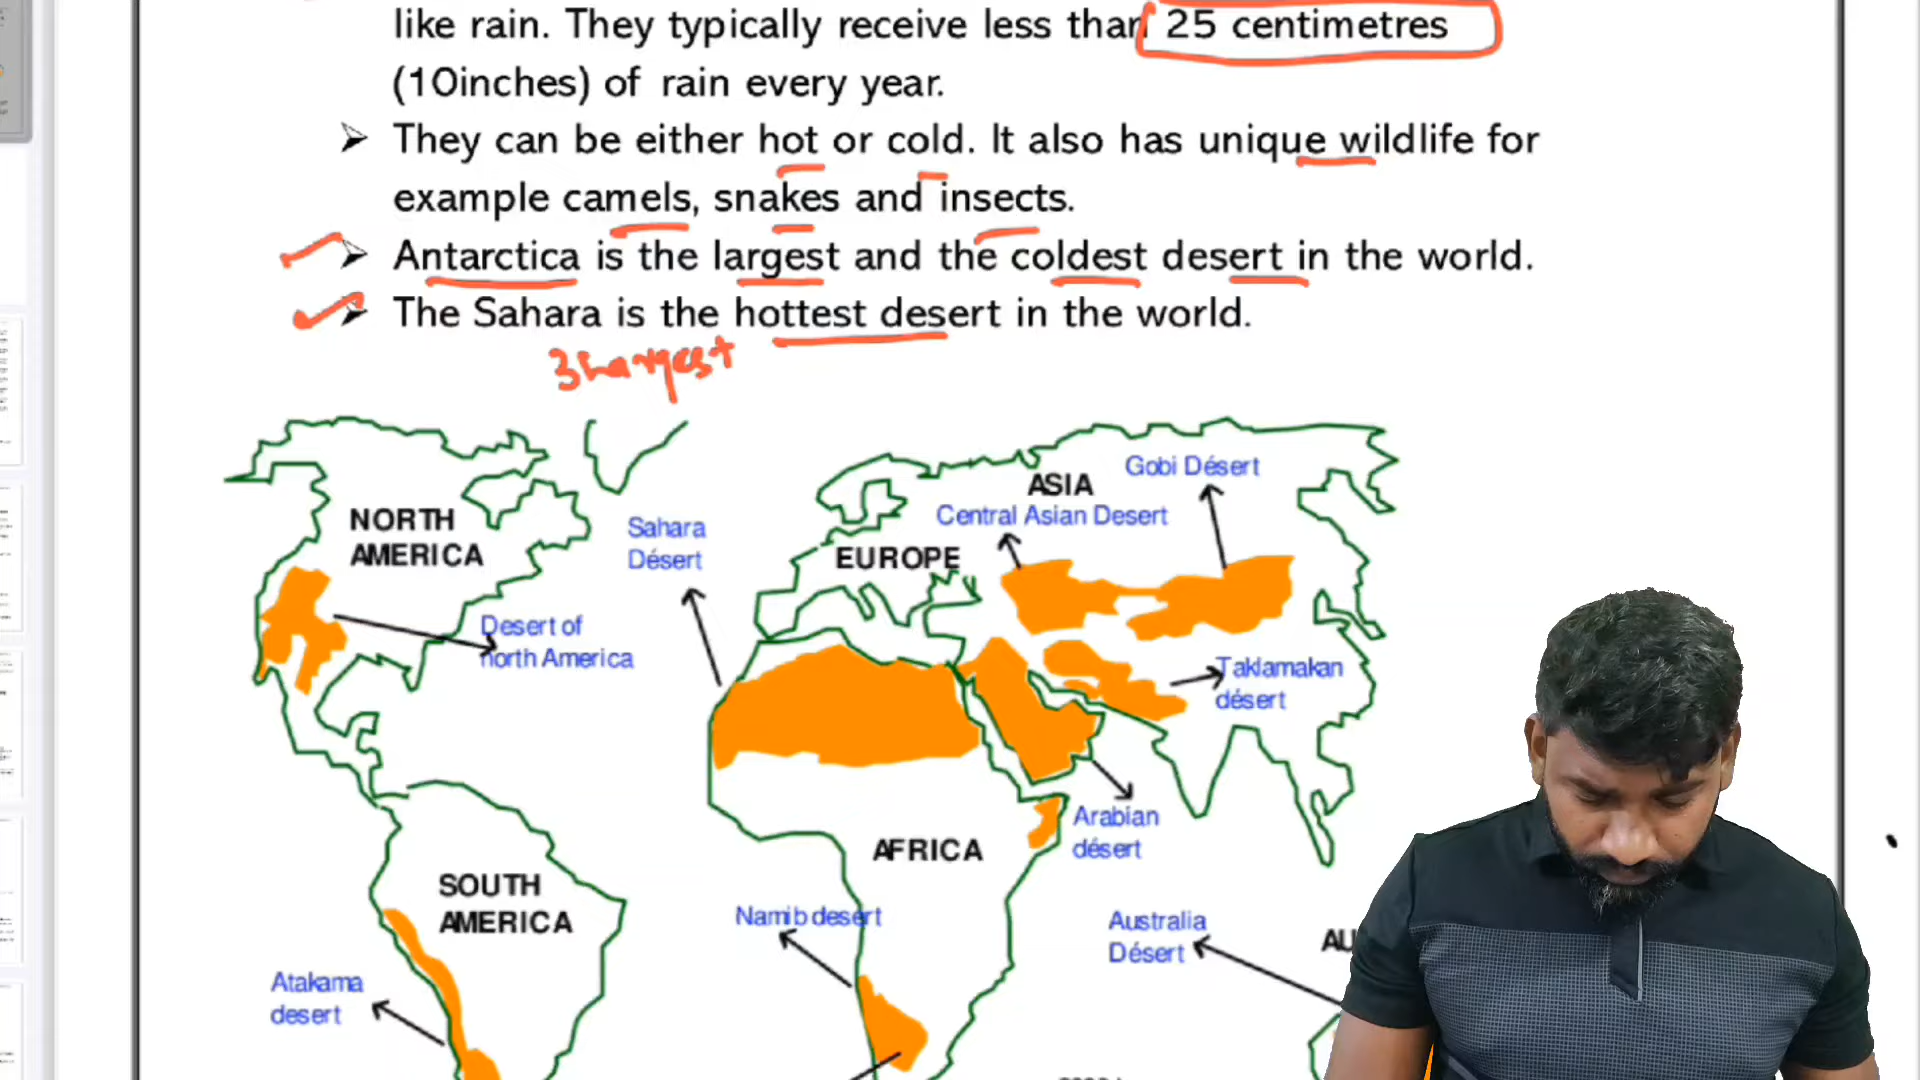 like rain. They typically receive less than 25 centimetres
(10inches) of rain every year.
➢ They can be either hot or cold. It also has unique wildlife for
example camels, snakes and insects.
➢ Antarctica is the largest and the coldest desert in the world.
➢ The Sahara is the hottest desert in the world.
3 largest
Gobi Désert
ASIA
Central Asian Desert
NORTH
AMERICA
Sahara
Désert
EUROPE
Desert of
north America
Taklamakan
désert
Arabian
désert
AFRICA
SOUTH
AMERICA
Namib desert
Australia
Désert
AU
Atakama
desert